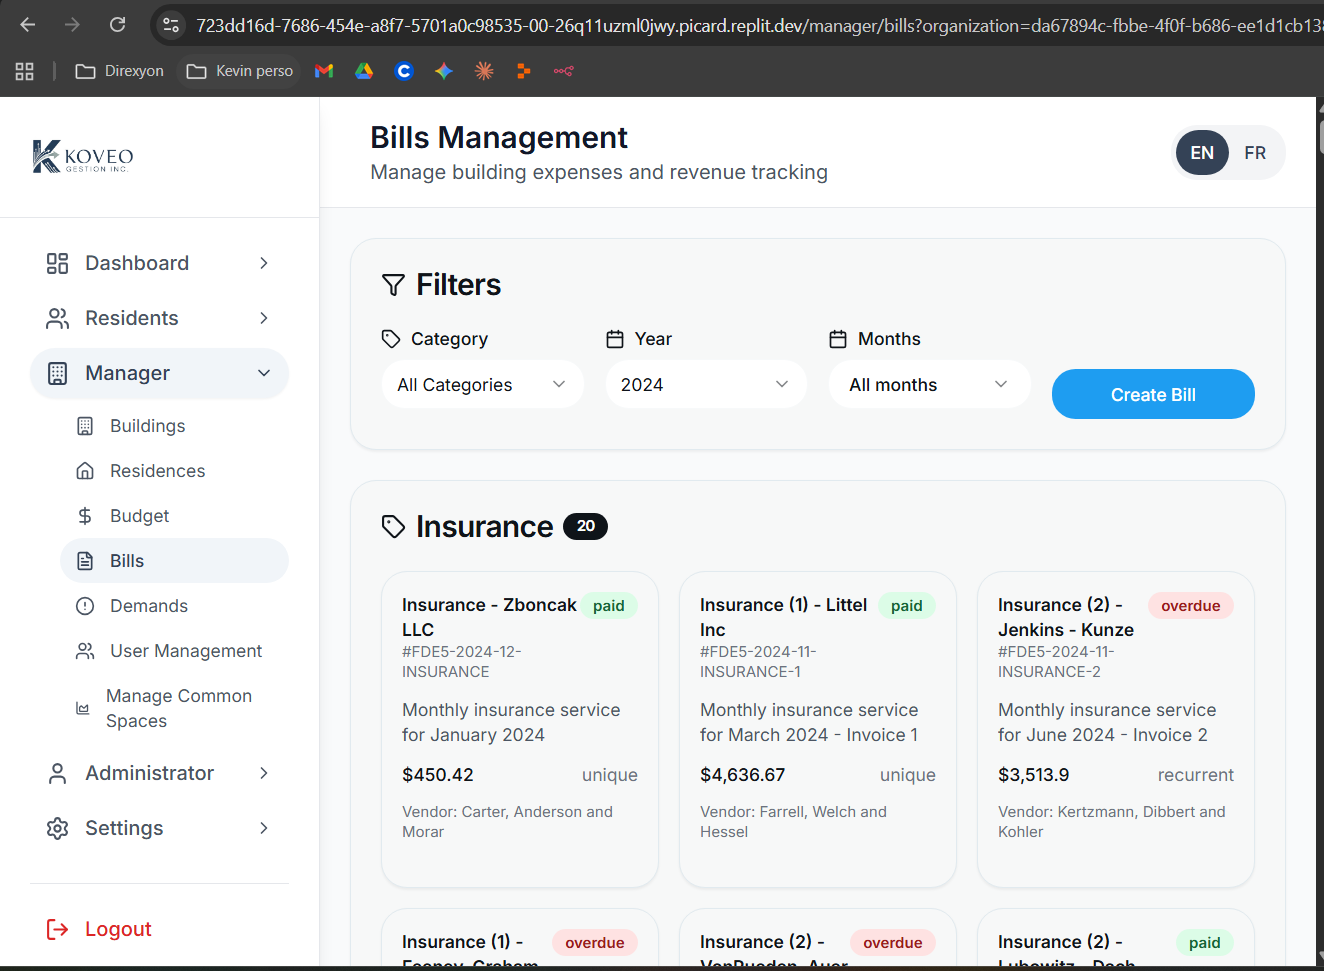 723dd16d-7686-454e-a8f7-5701a0c98535-00-26q11uzml0jwy.picard.replit.dev/manager/bills?organization=da67894c-fbbe-4f0f-b686-ee1d1cb138
Direxyon
Kevin perso
KOVEO
GESTION INC.
Dashboard
Residents
Manager
Buildings
Residences
Budget
Bills
Demands
User Management
Manage Common
Spaces
Administrator
Settings
Logout
Bills Management
Manage building expenses and revenue tracking
EN FR
Filters
Category
Year
Months
All Categories
2024
All months
Create Bill
Insurance 20
Insurance - Zboncak
LLC
paid
#FDE5-2024-12-
INSURANCE
Monthly insurance service
for January 2024
$450.42 unique
Vendor: Carter, Anderson and
Morar
Insurance (1) - Littel
Inc
paid
#FDE5-2024-11-
INSURANCE-1
Monthly insurance service
for March 2024 - Invoice 1
$4,636.67 unique
Vendor: Farrell, Welch and
Hessel
Insurance (2) -
Jenkins - Kunze
overdue
#FDE5-2024-11-
INSURANCE-2
Monthly insurance service
for June 2024 - Invoice 2
$3,513.9 recurrent
Vendor: Kertzmann, Dibbert and
Kohler
Insurance (1) -
Feeney, Graham
overdue
Insurance (2) -
VonRueden, Auer
overdue
Insurance (2) -
Lubowitz - Dach
paid